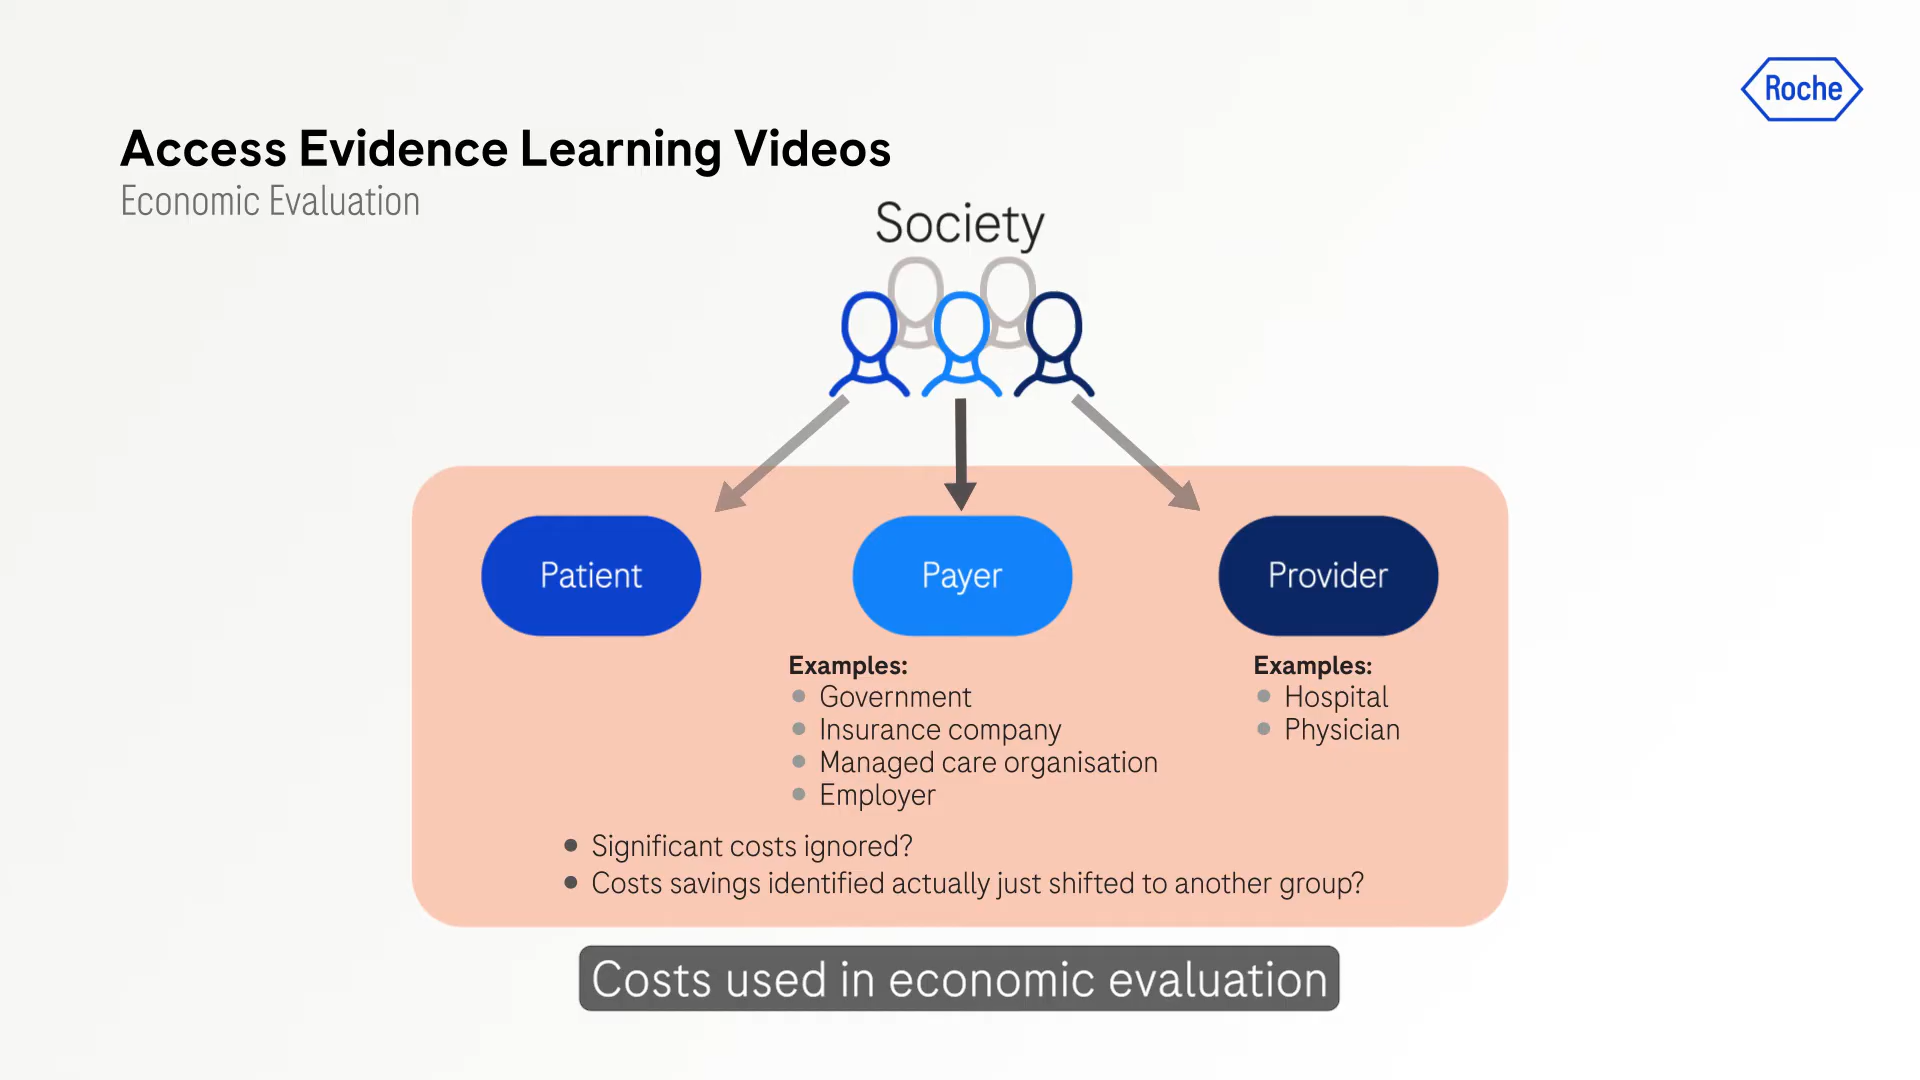 Roche
Access Evidence Learning Videos
Economic Evaluation
Society
Patient
Payer
Provider
Examples:
Government
Insurance company
Managed care organisation
Employer
Examples:
Hospital
Physician
Significant costs ignored?
Costs savings identified actually just shifted to another group?
Costs used in economic evaluation